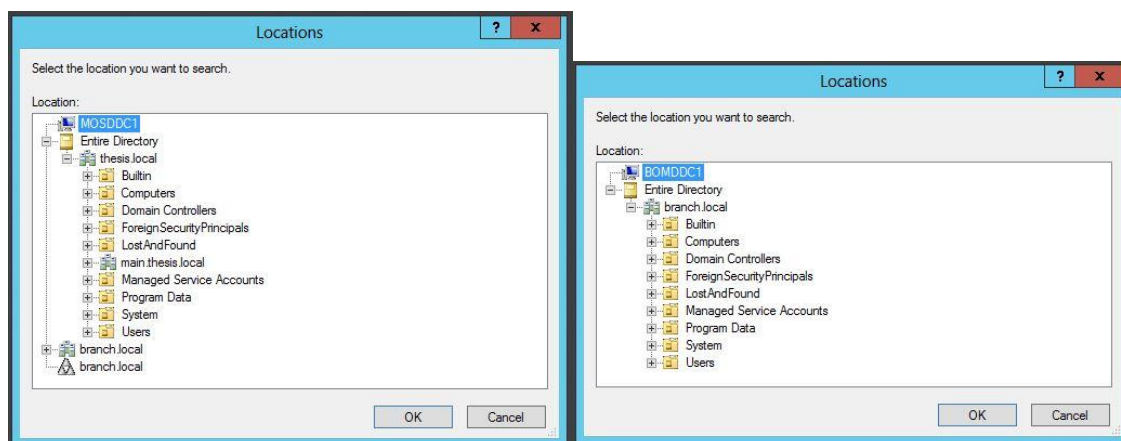 Locations
? x
Select the location you want to search.
Location:
MOSDDC1
Entire Directory
thesis.local
Builtin
Computers
Domain Controllers
ForeignSecurityPrincipals
LostAndFound
main.thesis.local
Managed Service Accounts
Program Data
System
Users
branch.local
branch.local
OK Cancel
Locations
? x
Select the location you want to search.
Location:
BOMDDC1
Entire Directory
branch.local
Builtin
Computers
Domain Controllers
ForeignSecurityPrincipals
LostAndFound
Managed Service Accounts
Program Data
System
Users
OK Cancel